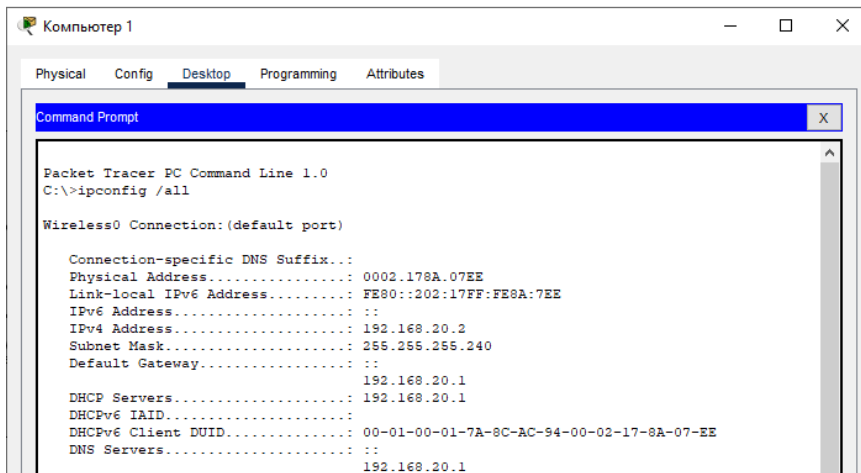 Компьютер 1
Physical Config Desktop Programming Attributes
Command Prompt X
Packet Tracer PC Command Line 1.0
C:\>ipconfig /all
Wireless0 Connection:(default port)
Connection-specific DNS Suffix..:
Physical Address................: 0002.178A.07EE
Link-local IPv6 Address.........: FE80::202:17FF:FE8A:7EE
IPv6 Address....................: ::
IPv4 Address....................: 192.168.20.2
Subnet Mask.....................: 255.255.255.240
Default Gateway.................: ::
192.168.20.1
DHCP Servers....................: 192.168.20.1
DHCPv6 IAID.....................:
DHCPv6 Client DUID..............: 00-01-00-01-7A-8C-AC-94-00-02-17-8A-07-EE
DNS Servers.....................: ::
192.168.20.1